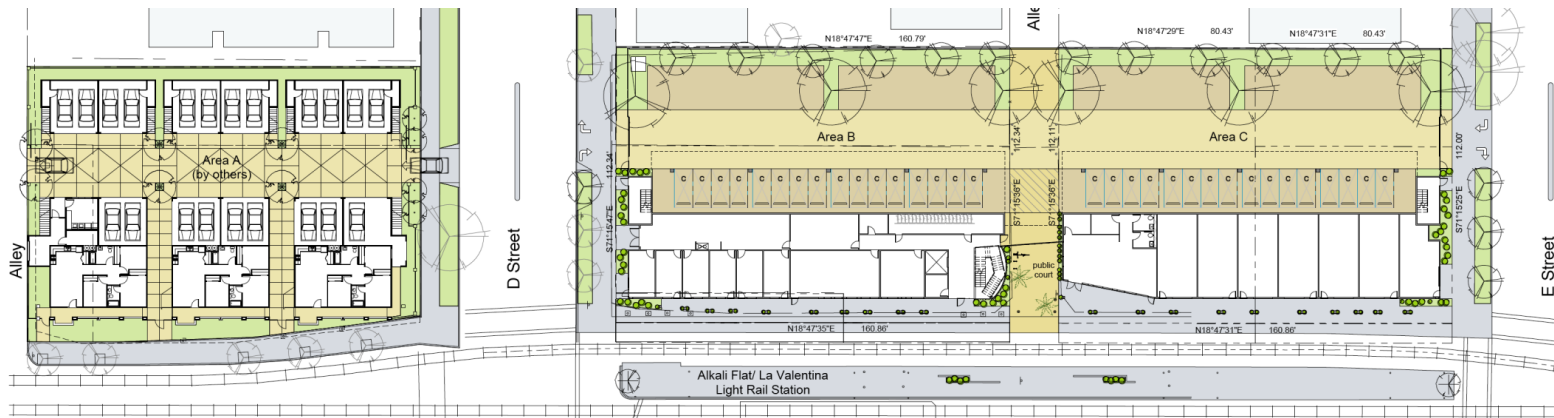 Alle
N18°47'47"E 160.79'
N18°47'29"E 80.43'
N18°47'31"E 80.43'
Area A
(by others)
Area B
Area C
112.34'
112.34'
112.11'
112.00'
S71°15'47"E
S71°15'36"E
S71°15'36"E
S71°15'25"E
C C C C C C C C C C C C
C C C C C C C C C C C C
Alley
D Street
E Street
public
court
N18°47'35"E 160.86'
N18°47'31"E 160.86'
Alkali Flat/ La Valentina
Light Rail Station